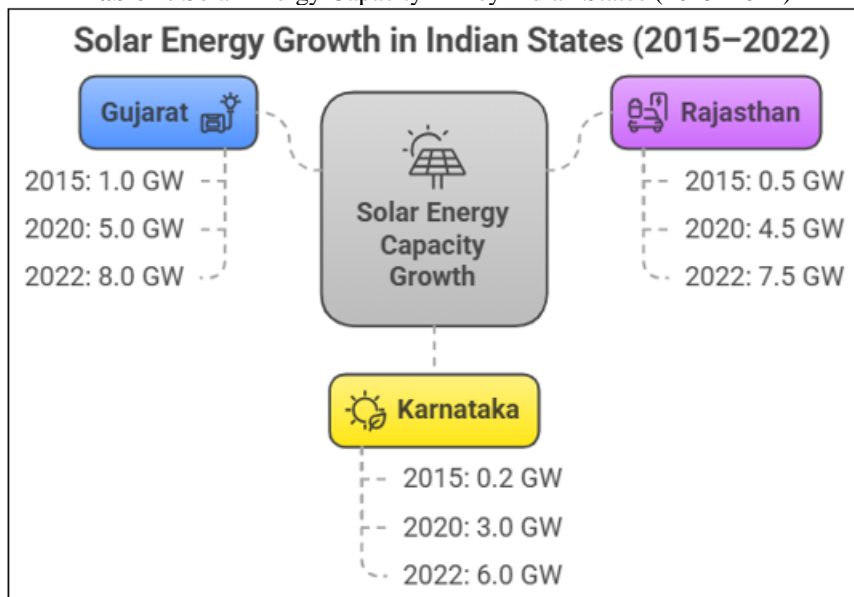 Solar Energy Growth in Indian States (2015–2022)
Gujarat
2015: 1.0 GW
2020: 5.0 GW
2022: 8.0 GW
Solar Energy
Capacity
Growth
Rajasthan
2015: 0.5 GW
2020: 4.5 GW
2022: 7.5 GW
Karnataka
2015: 0.2 GW
2020: 3.0 GW
2022: 6.0 GW